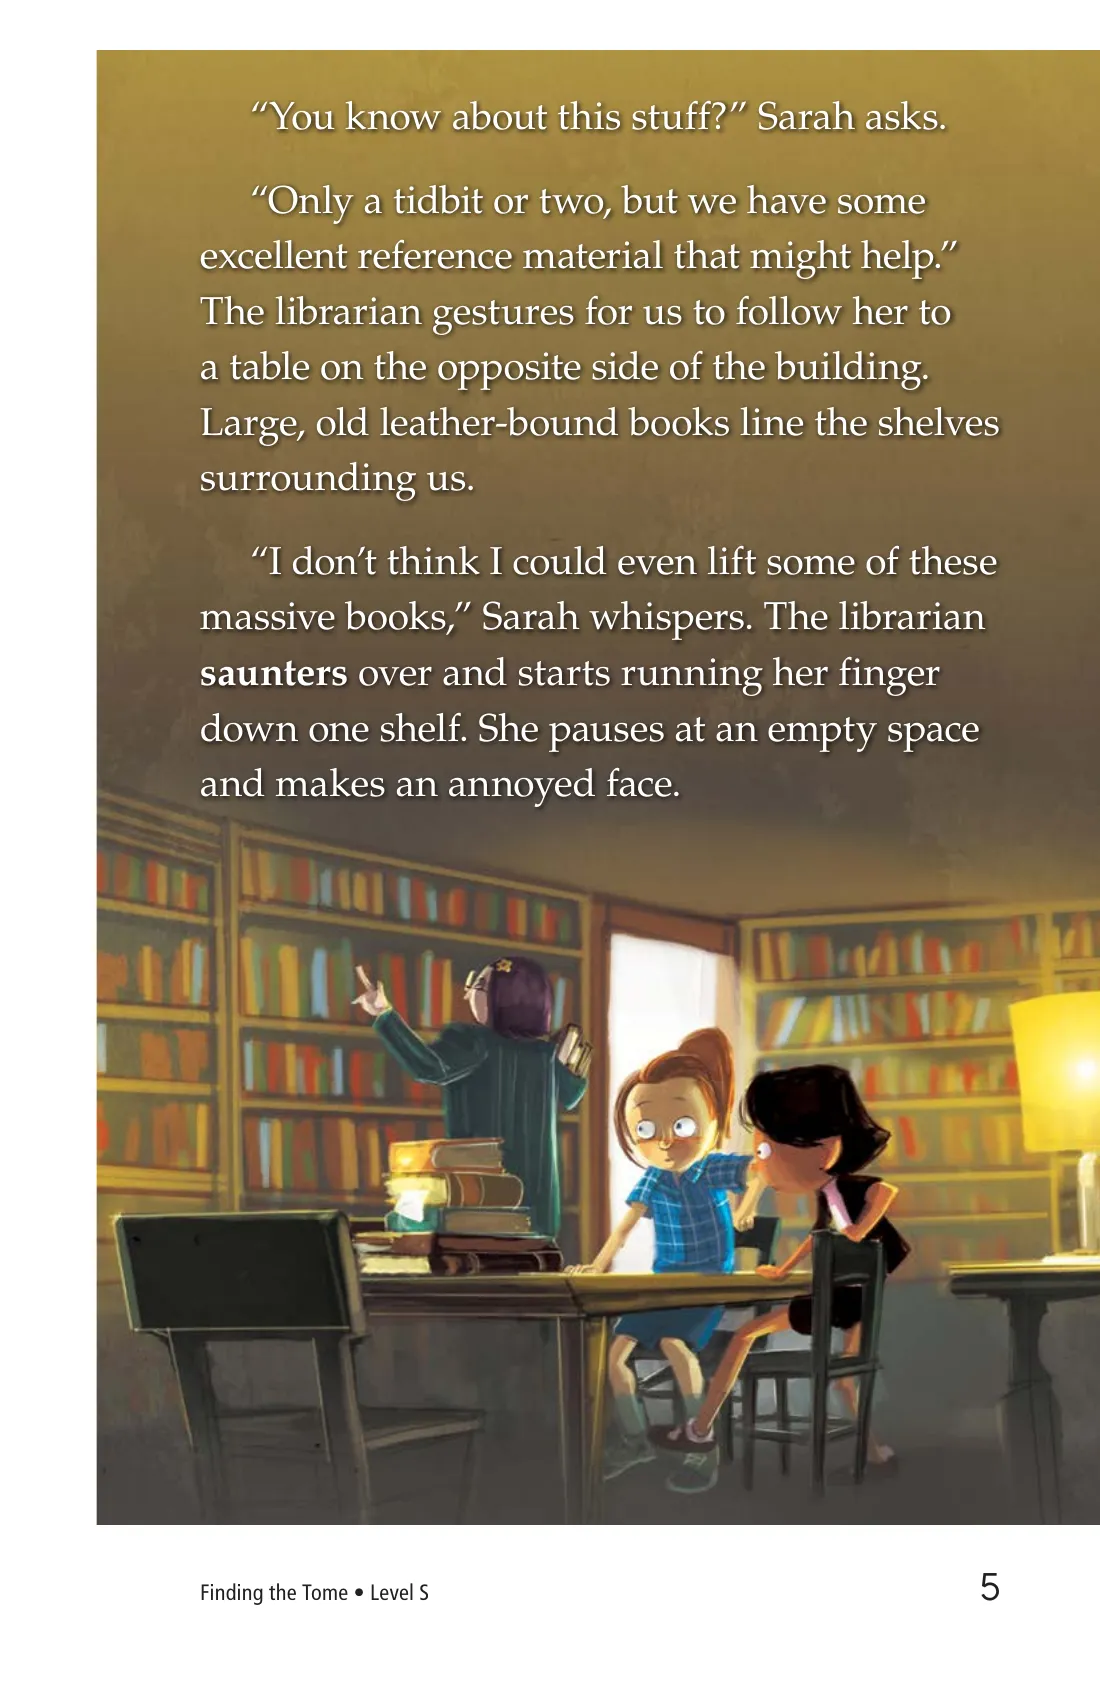 “You know about this stuff?” Sarah asks.
“Only a tidbit or two, but we have some
excellent reference material that might help.”
The librarian gestures for us to follow her to
a table on the opposite side of the building.
Large, old leather-bound books line the shelves
surrounding us.
“I don’t think I could even lift some of these
massive books,” Sarah whispers. The librarian
saunters over and starts running her finger
down one shelf. She pauses at an empty space
and makes an annoyed face.
Finding the Tome • Level S
5